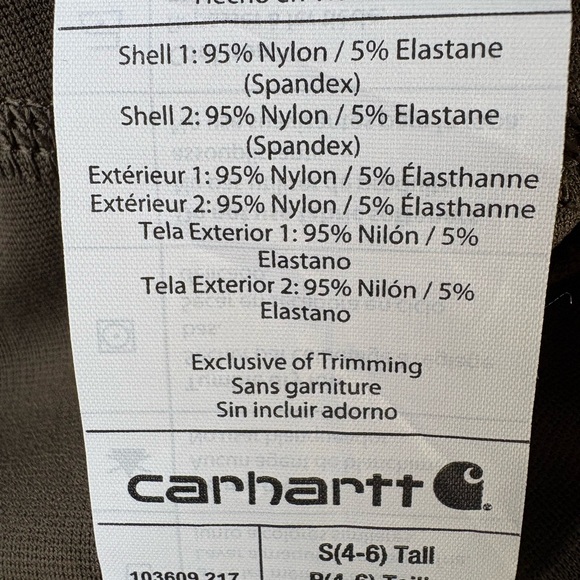 Shell 1: 95% Nylon / 5% Elastane
(Spandex)
Shell 2: 95% Nylon / 5% Elastane
(Spandex)
Extérieur 1: 95% Nylon / 5% Élasthanne
Extérieur 2: 95% Nylon / 5% Élasthanne
Tela Exterior 1: 95% Nilón / 5%
Elastano
Tela Exterior 2: 95% Nilón / 5%
Elastano
Exclusive of Trimming
Sans garniture
Sin incluir adorno
carhartt
S(4-6) Tall
103609 217